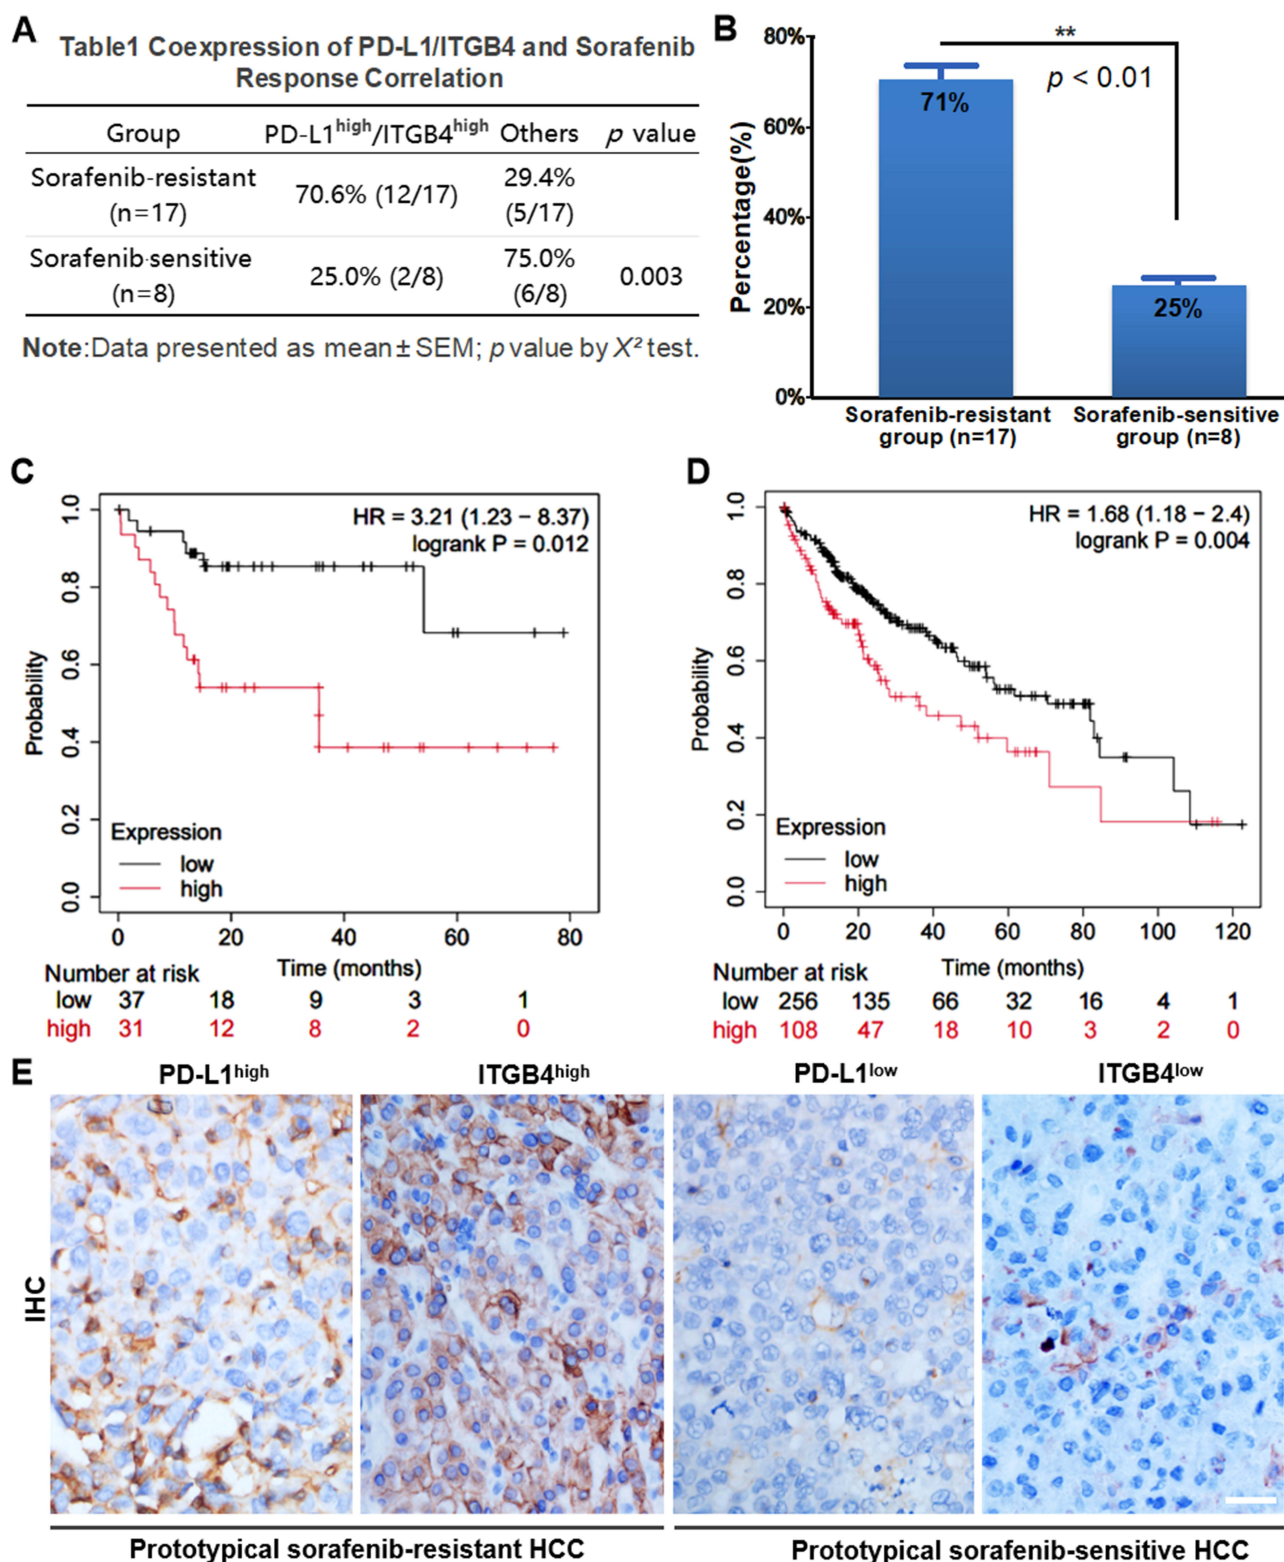 A
Table1 Coexpression of PD-L1/ITGB4 and Sorafenib
Response Correlation
Group PD-L1high/ITGB4high Others p value
Sorafenib-resistant
(n=17)
70.6% (12/17)
29.4%
(5/17)
Sorafenib-sensitive
(n=8)
25.0% (2/8)
75.0%
(6/8)
0.003
Note:Data presented as mean ± SEM; p value by X² test.
B
Percentage(%)
80%
60%
40%
20%
0%
**
p < 0.01
71%
25%
Sorafenib-resistant
group (n=17)
Sorafenib-sensitive
group (n=8)
C
Probability
1.0
0.8
0.6
0.4
0.2
0.0
HR = 3.21 (1.23 − 8.37)
logrank P = 0.012
Expression
low
high
0 20 40 60 80
Time (months)
Number at risk
low 37 18 9 3 1
high 31 12 8 2 0
D
Probability
1.0
0.8
0.6
0.4
0.2
0.0
HR = 1.68 (1.18 − 2.4)
logrank P = 0.004
Expression
low
high
0 20 40 60 80 100 120
Time (months)
Number at risk
low 256 135 66 32 16 4 1
high 108 47 18 10 3 2 0
E
PD-L1high ITGB4high PD-L1low ITGB4low
IHC
Prototypical sorafenib-resistant HCC
Prototypical sorafenib-sensitive HCC